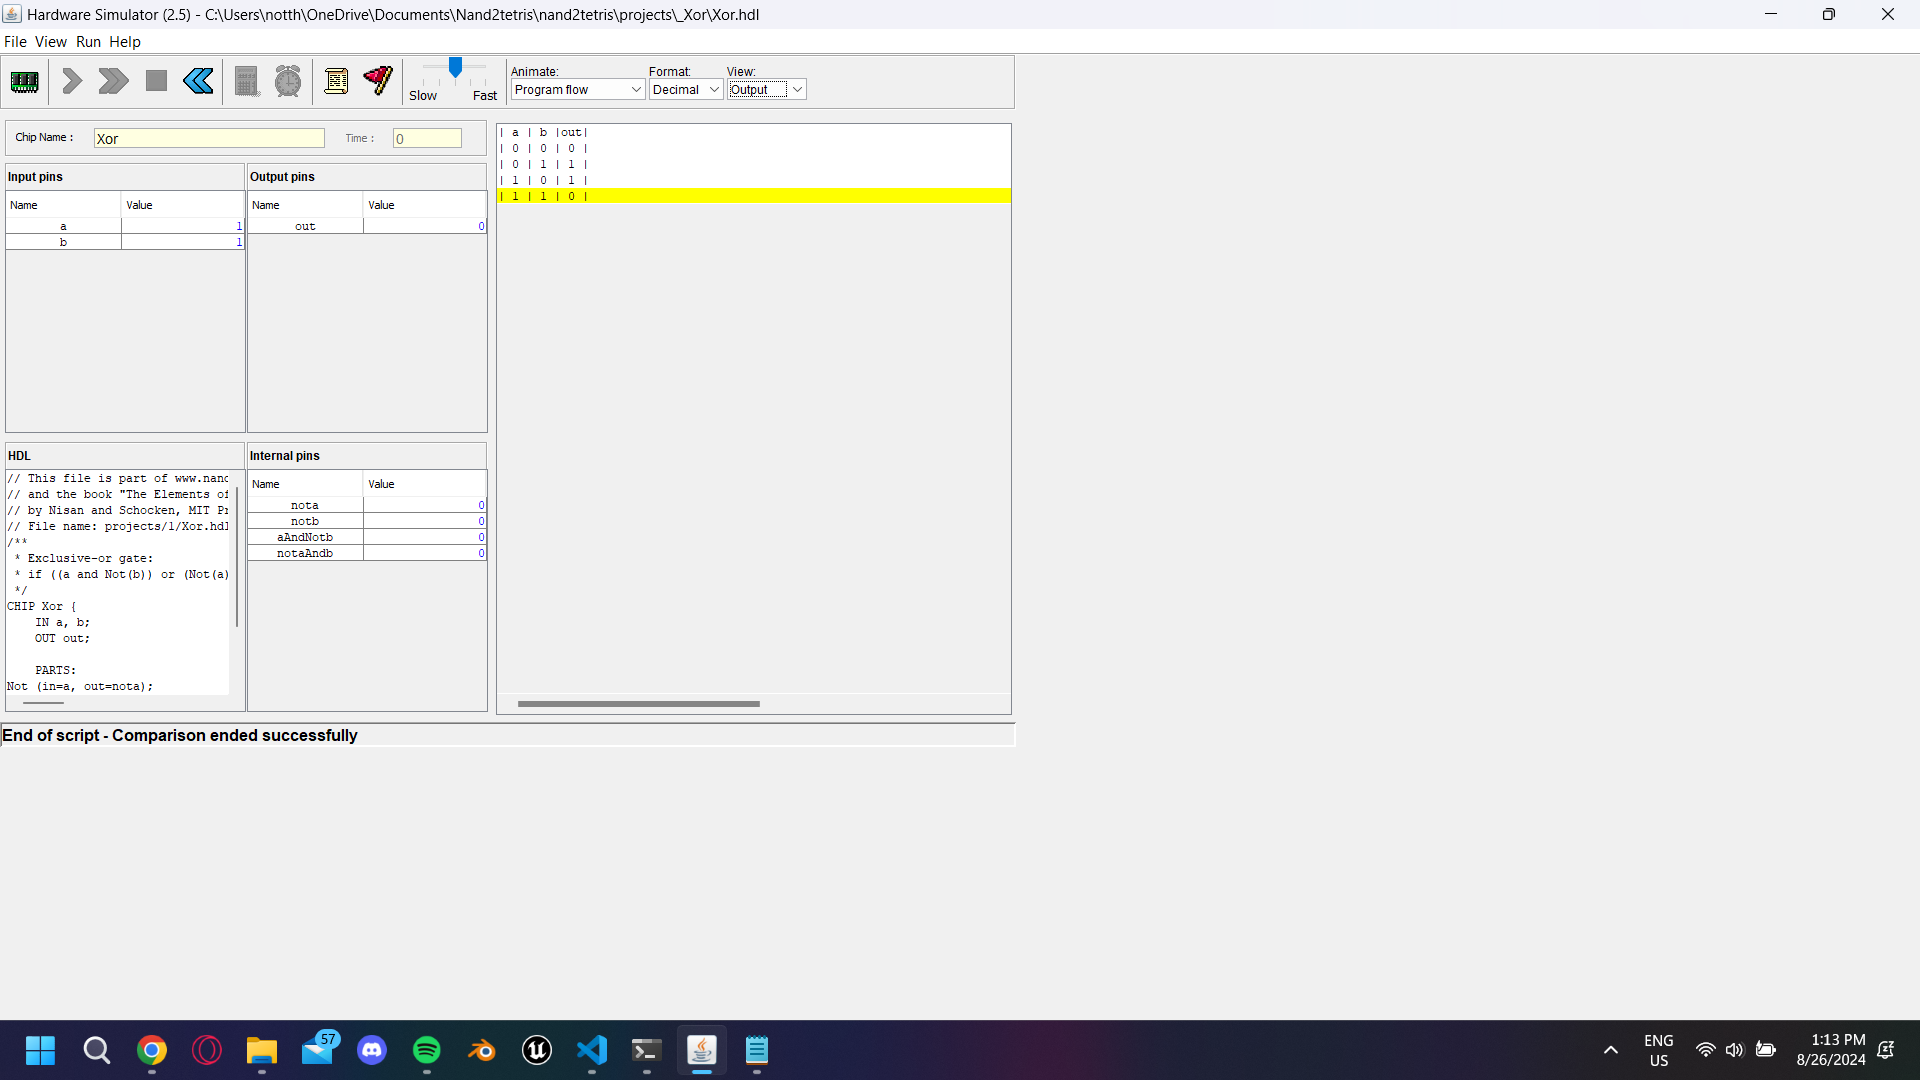 Hardware Simulator (2.5) - C:\Users\notth\OneDrive\Documents\Nand2tetris\nand2tetris\projects\_Xor\Xor.hdl
File View Run Help
Slow Fast
Animate: Format: View:
Program flow Decimal Output
Chip Name : Xor Time : 0
Input pins
Name Value
a 1
b 1
Output pins
Name Value
out 0
| a | b |out|
| 0 | 0 | 0 |
| 0 | 1 | 1 |
| 1 | 0 | 1 |
| 1 | 1 | 0 |
HDL
// This file is part of www.nand
// and the book "The Elements of
// by Nisan and Schocken, MIT Pr
// File name: projects/1/Xor.hdl
/**
* Exclusive-or gate:
* if ((a and Not(b)) or (Not(a)
*/
CHIP Xor {
IN a, b;
OUT out;
PARTS:
Not (in=a, out=nota);
Internal pins
Name Value
nota 0
notb 0
aAndNotb 0
notaAndb 0
End of script - Comparison ended successfully
57
ENG
US
1:13 PM
8/26/2024